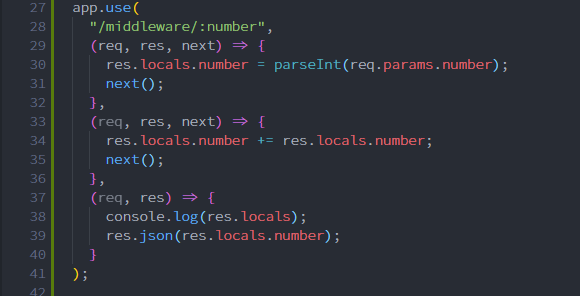 27 app.use(
28   "/middleware/:number",
29   (req, res, next) => {
30     res.locals.number = parseInt(req.params.number);
31     next();
32   },
33   (req, res, next) => {
34     res.locals.number += res.locals.number;
35     next();
36   },
37   (req, res) => {
38     console.log(res.locals);
39     res.json(res.locals.number);
40   }
41 );
42